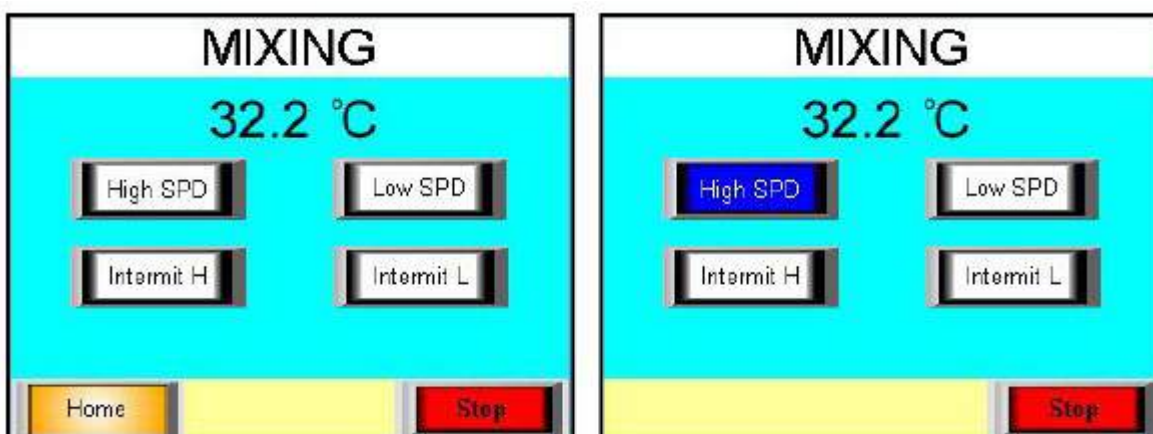 MIXING
32.2 °C
High SPD
Low SPD
Intermit H
Intermit L
Home
Stop
MIXING
32.2 °C
High SPD
Low SPD
Intermit H
Intermit L
Stop